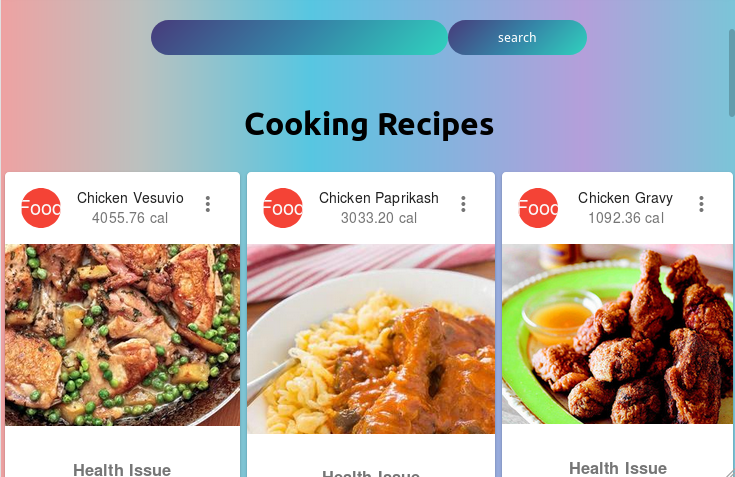 search
Cooking Recipes
Food
Chicken Vesuvio
4055.76 cal
Food
Chicken Paprikash
3033.20 cal
Food
Chicken Gravy
1092.36 cal
Health Issue
Health Issue
Health Issue